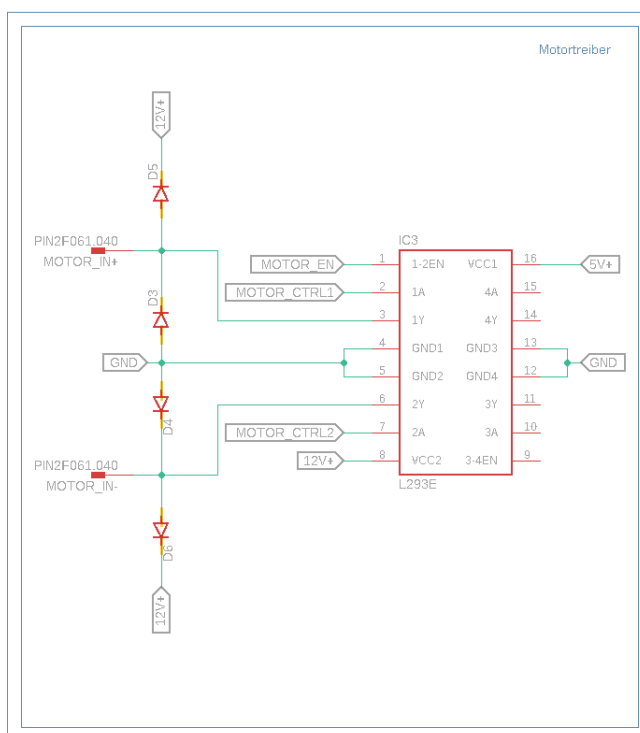 Motortreiber
12V+
D5
PIN2F061.040
MOTOR_IN+
D3
GND
D4
PIN2F061.040
MOTOR_IN-
D6
12V+
IC3
MOTOR_EN 1 1-2EN VCC1 16 5V+
MOTOR_CTRL1 2 1A 4A 15
3 1Y 4Y 14
4 GND1 GND3 13
5 GND2 GND4 12 GND
6 2Y 3Y 11
MOTOR_CTRL2 7 2A 3A 10
12V+ 8 VCC2 3-4EN 9
L293E